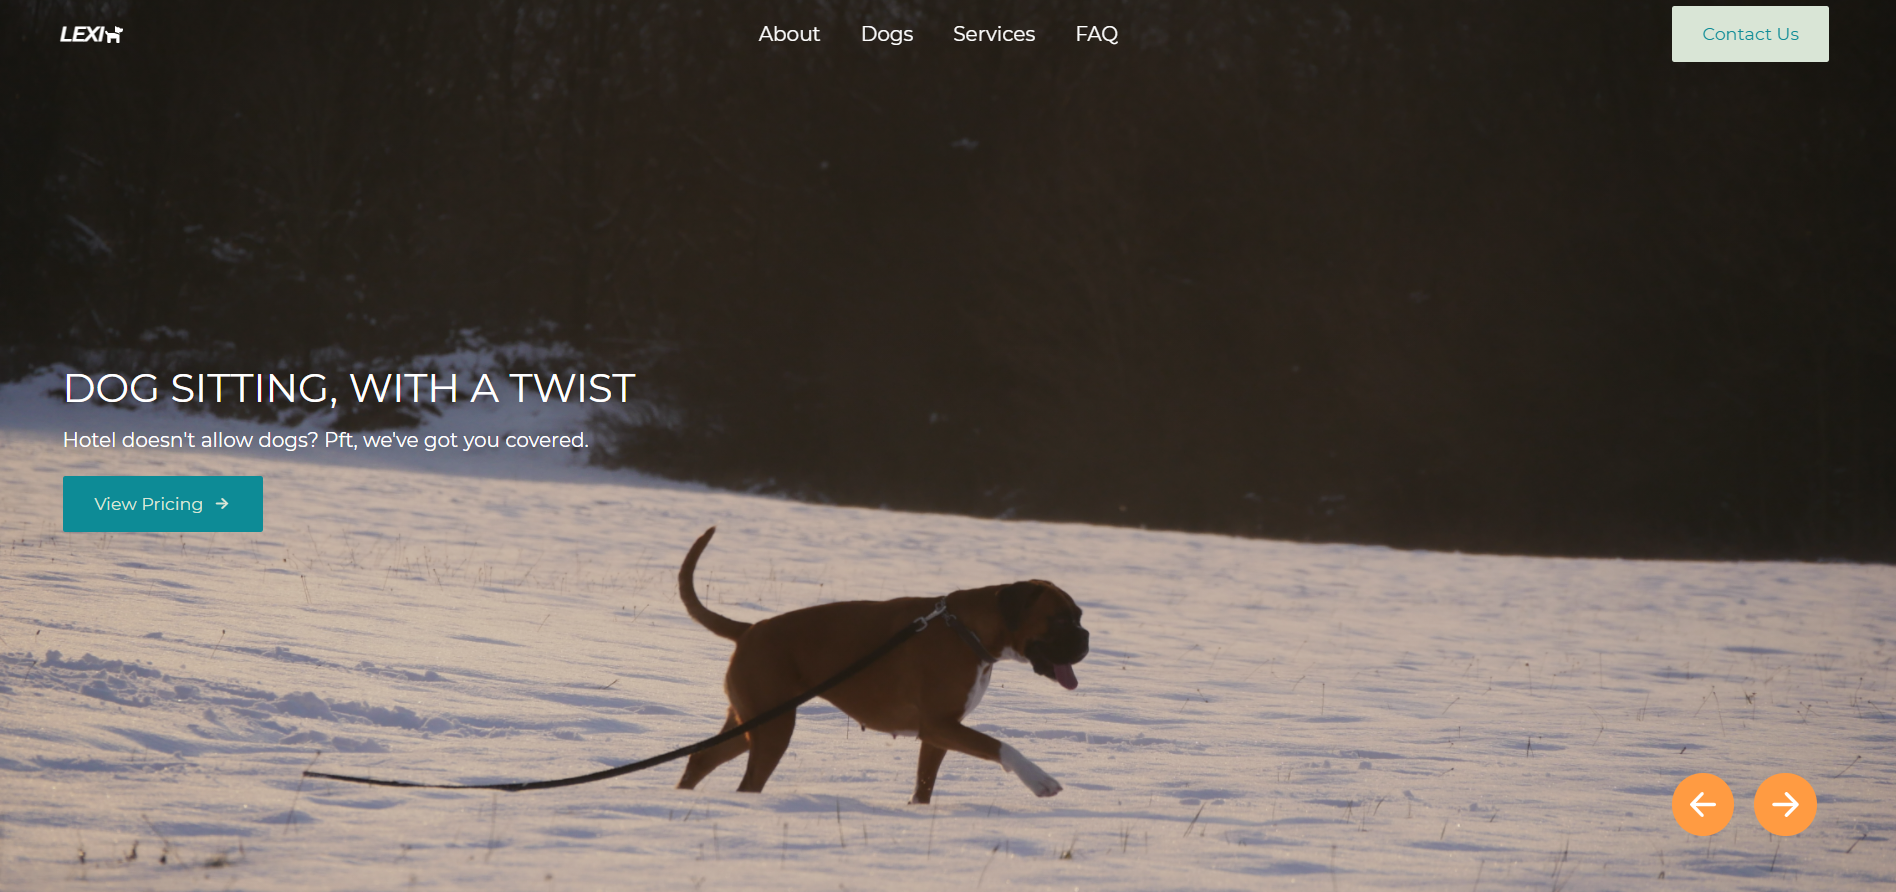 LEXI
About
Dogs
Services
FAQ
Contact Us
DOG SITTING, WITH A TWIST
Hotel doesn't allow dogs? Pft, we've got you covered.
View Pricing